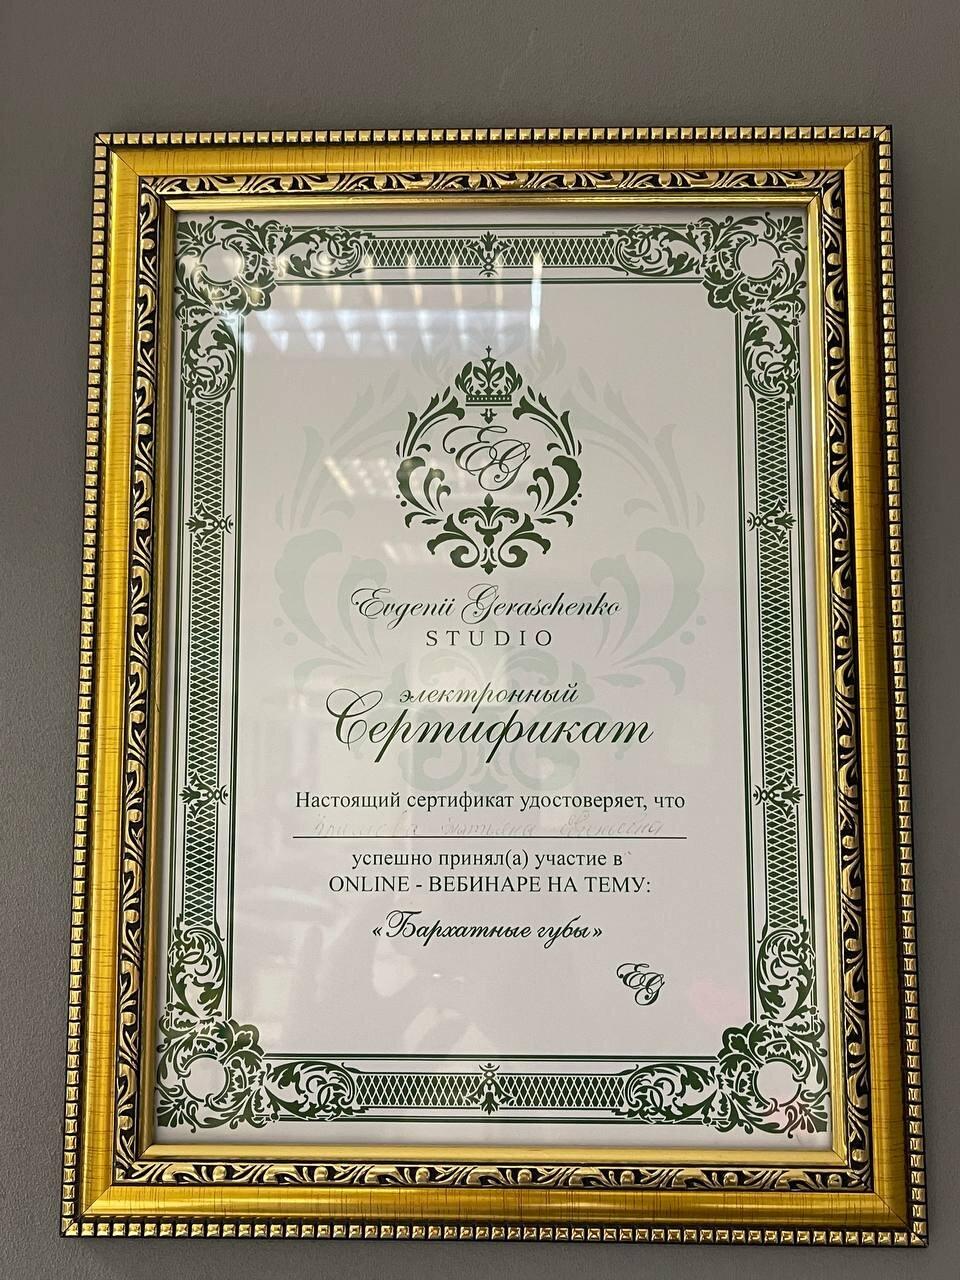 EG
Evgenii Geraschenko
STUDIO
электронный
Сертификат
Настоящий сертификат удостоверяет, что
успешно принял(а) участие в
ONLINE - ВЕБИНАРЕ НА ТЕМУ:
«Бархатные губы»
EG